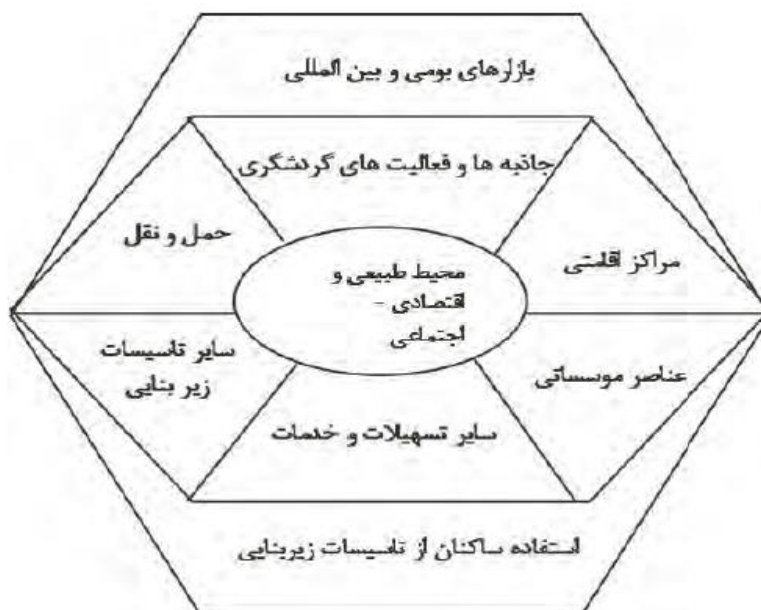 بازارهای بومی و بین المللی
جاذبه ها و فعالیت های گردشگری
حمل و نقل
مراکز اقامتی
محیط طبیعی و
اقتصادی -
اجتماعی
سایر تاسیسات
زیر بنایی
عناصر موسساتی
سایر تسهیلات و خدمات
استفاده ساکنان از تاسیسات زیربنایی